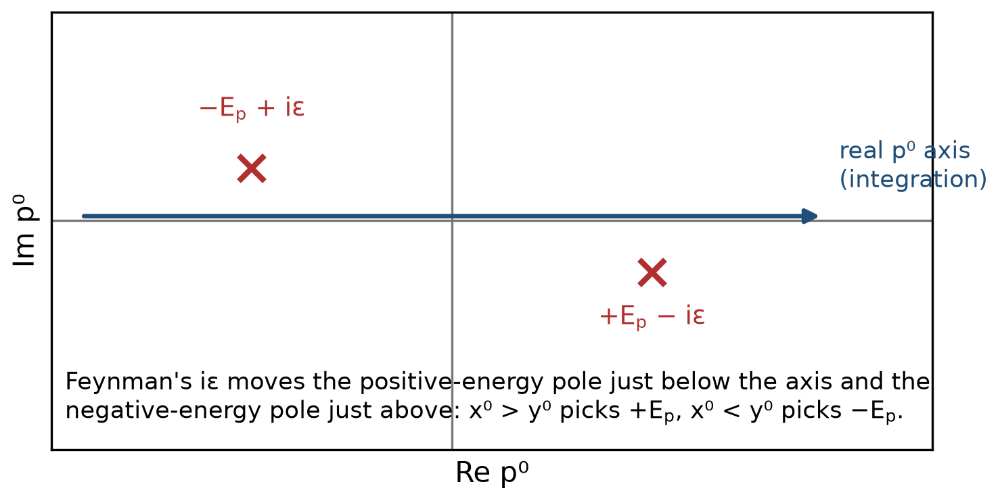 −Eₚ + iε
real p⁰ axis
(integration)
Im p⁰
+Eₚ − iε
Feynman's iε moves the positive-energy pole just below the axis and the
negative-energy pole just above: x⁰ > y⁰ picks +Eₚ, x⁰ < y⁰ picks −Eₚ.
Re p⁰